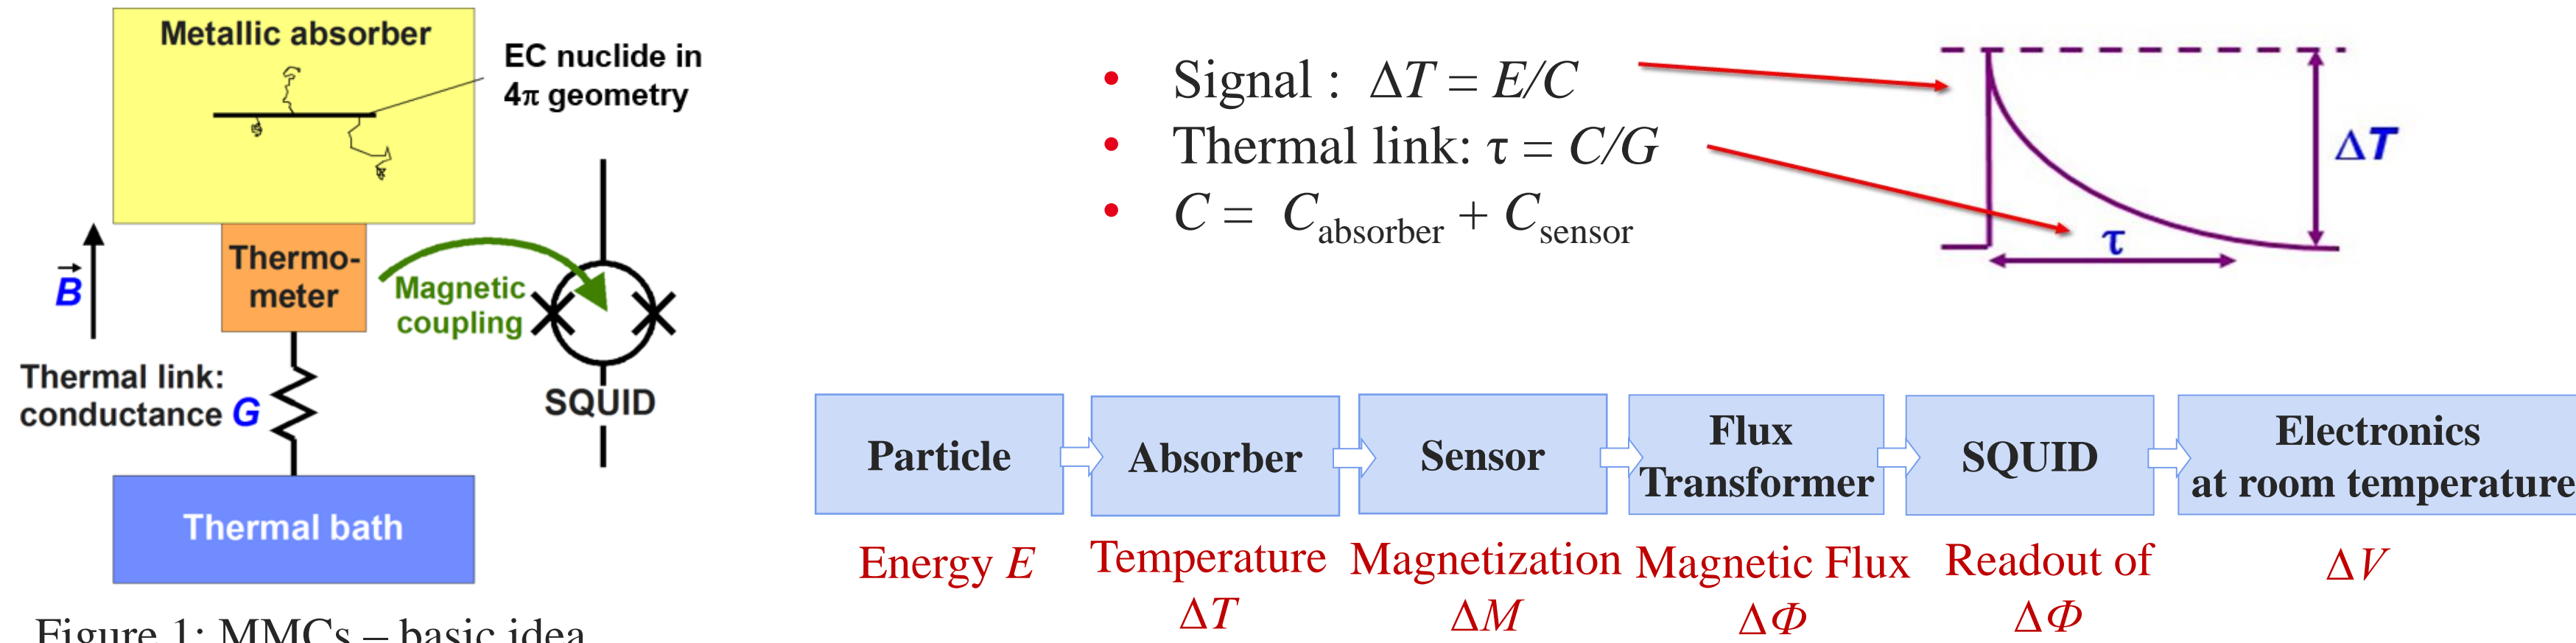 Metallic absorber
EC nuclide in
4π geometry
B
Thermo-
meter
Magnetic
coupling
SQUID
Thermal link:
conductance G
Thermal bath
Figure 1: MMCs – basic idea
• Signal : ΔT = E/C
• Thermal link: τ = C/G
• C = Cabsorber + Csensor
ΔT
τ
Particle
Absorber
Sensor
Flux
Transformer
SQUID
Electronics
at room temperature
Energy E
Temperature
ΔT
Magnetization
ΔM
Magnetic Flux
ΔΦ
Readout of
ΔΦ
ΔV